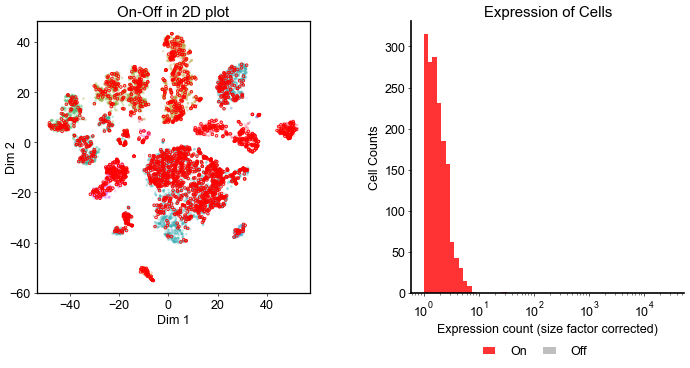 On-Off in 2D plot
40
20
0
−20
−40
−60
−40 −20 0 20 40
Dim 1
Dim 2
Expression of Cells
300
250
200
150
100
50
0
10^0 10^1 10^2 10^3 10^4
Cell Counts
Expression count (size factor corrected)
On Off